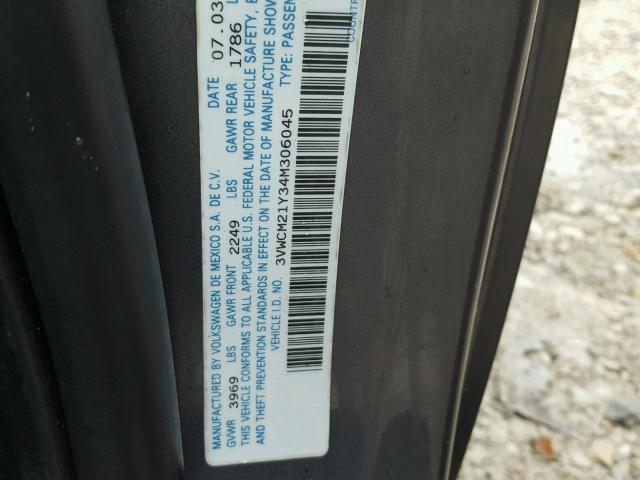 MANUFACTURED BY VOLKSWAGEN DE MEXICO S.A. DE C.V. DATE 07.03
GVWR 3969 LBS GAWR FRONT 2249 LBS GAWR REAR 1786
THIS VEHICLE CONFORMS TO ALL APPLICABLE U.S. FEDERAL MOTOR VEHICLE SAFETY,
AND THEFT PREVENTION STANDARDS IN EFFECT ON THE DATE OF MANUFACTURE SHOW
VEHICLE I.D. NO. 3VWCM21Y34M306045 TYPE: PASSEN
COUNTR